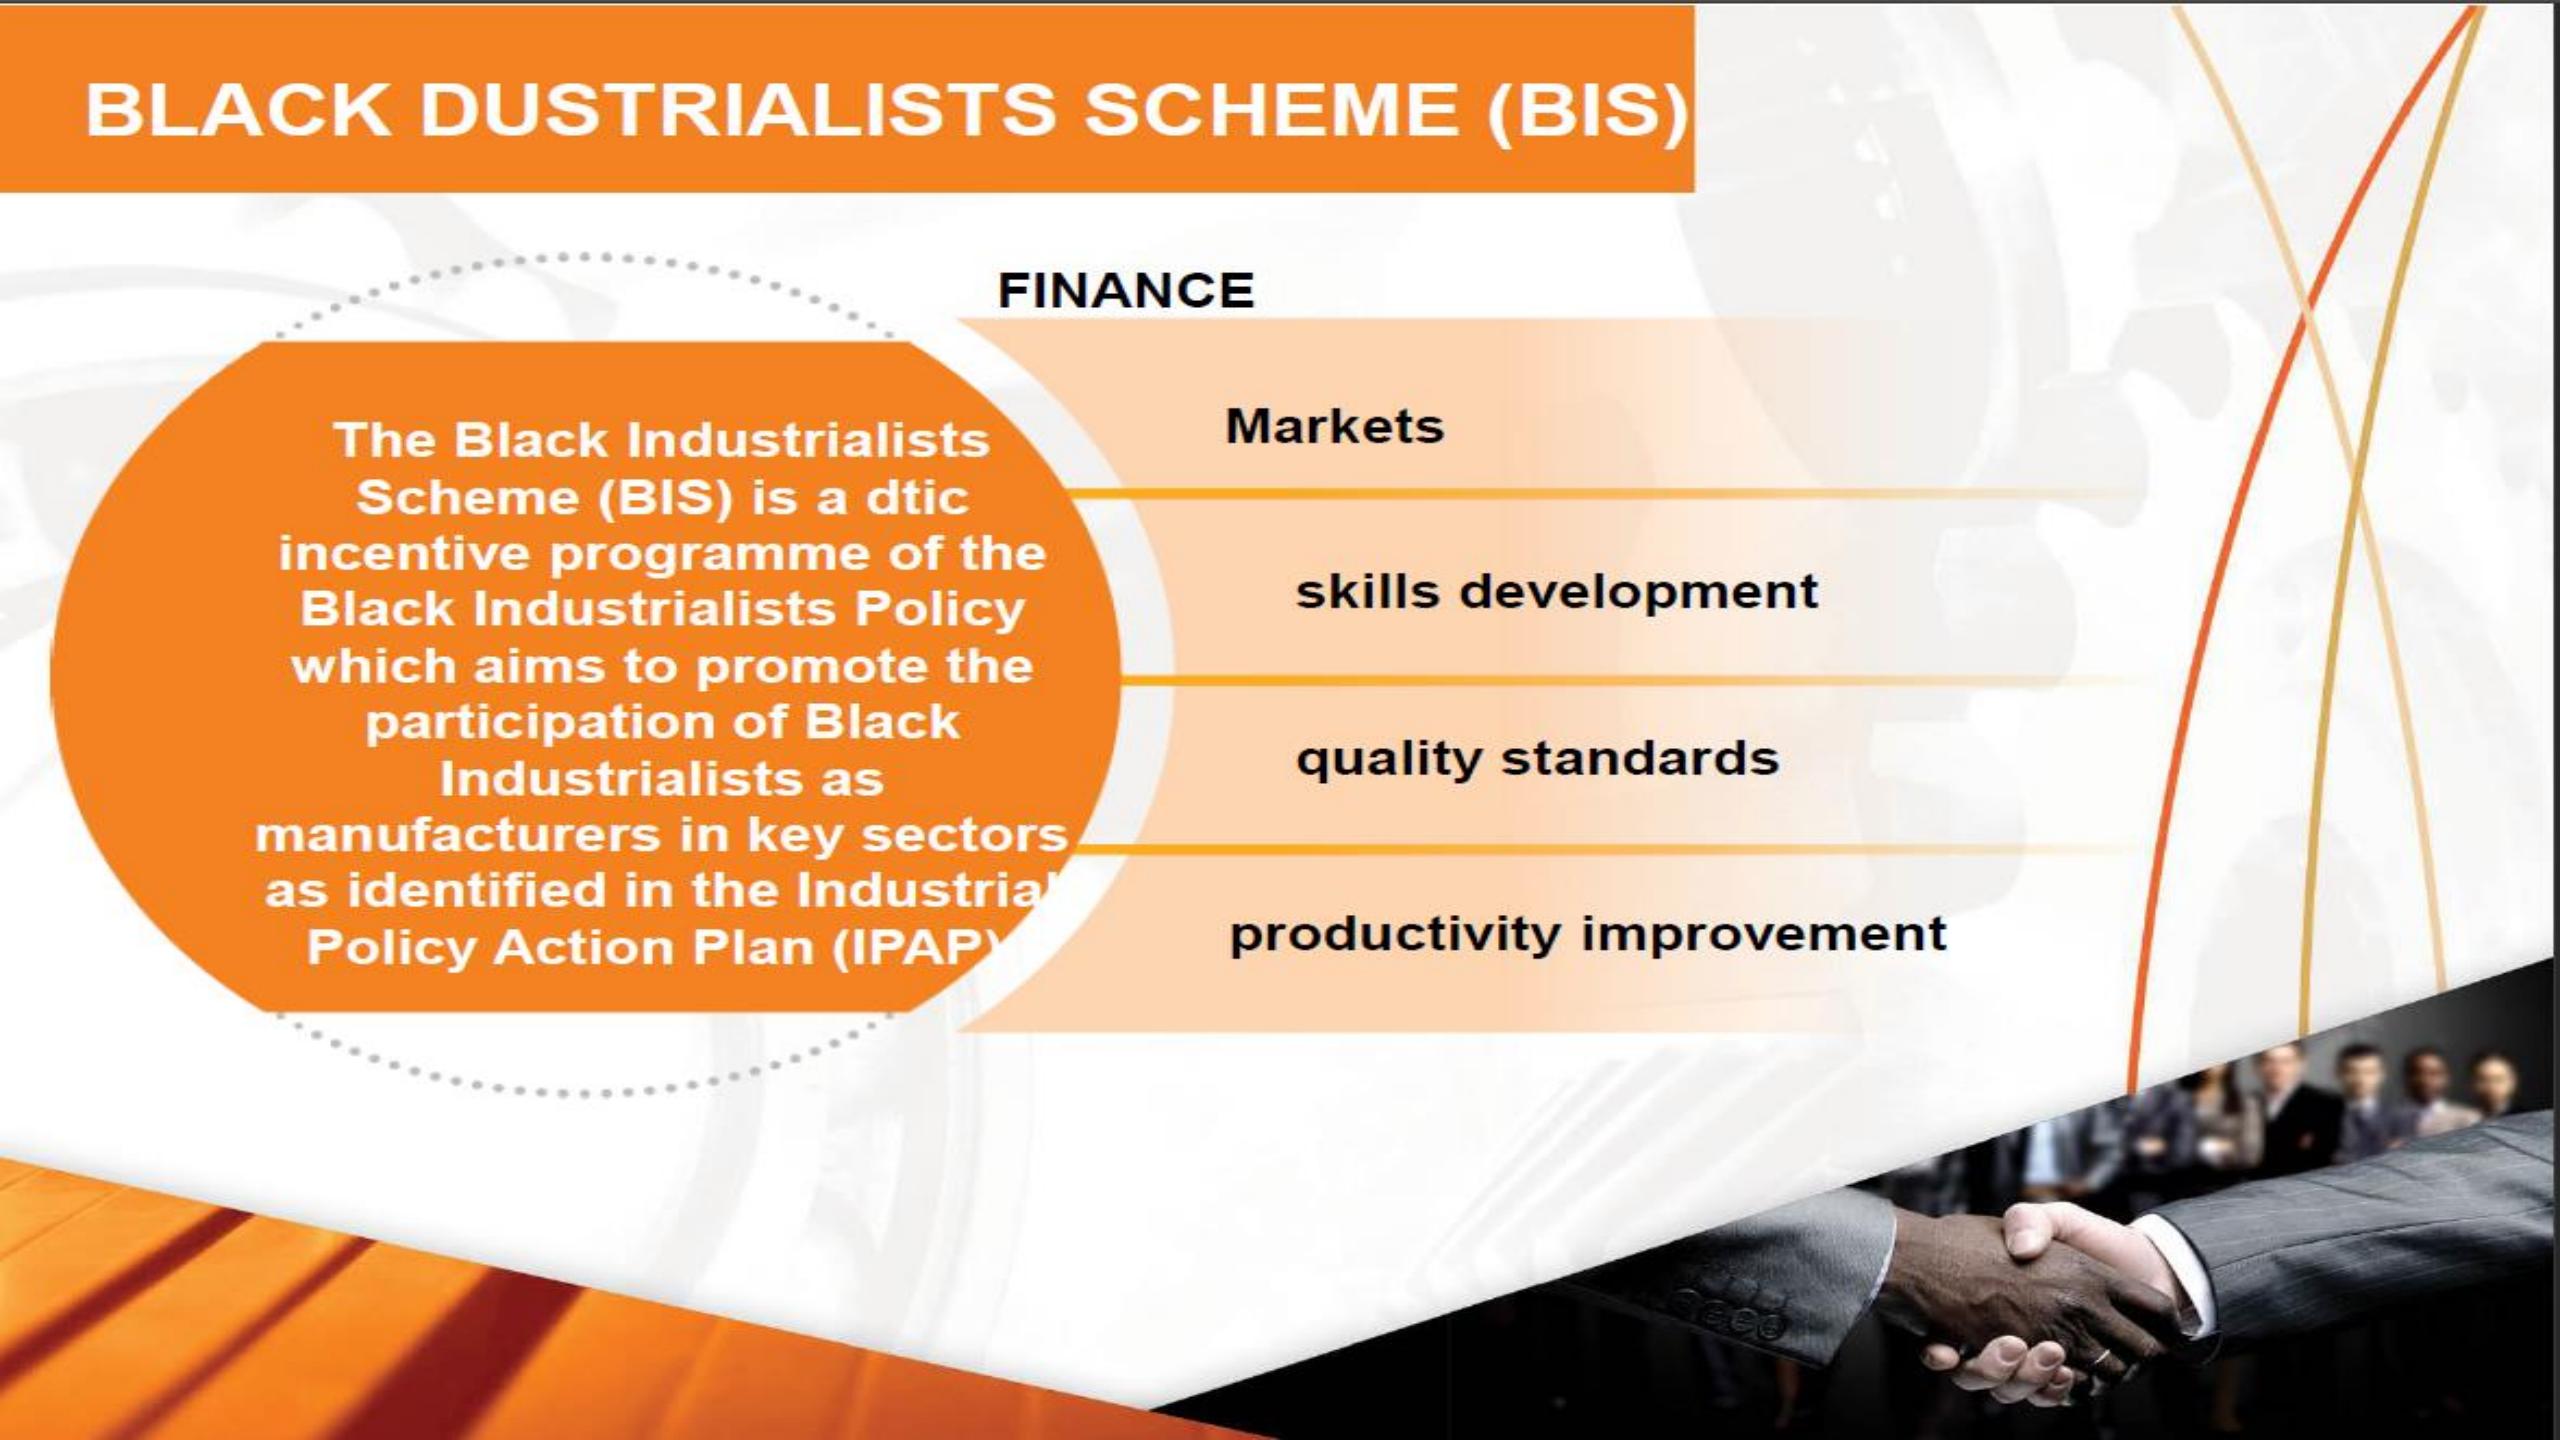 BLACK DUSTRIALISTS SCHEME (BIS)
The Black Industrialists
Scheme (BIS) is a dtic
incentive programme of the
Black Industrialists Policy
which aims to promote the
participation of Black
Industrialists as
manufacturers in key sectors
as identified in the Industrial
Policy Action Plan (IPAP)
FINANCE
Markets
skills development
quality standards
productivity improvement